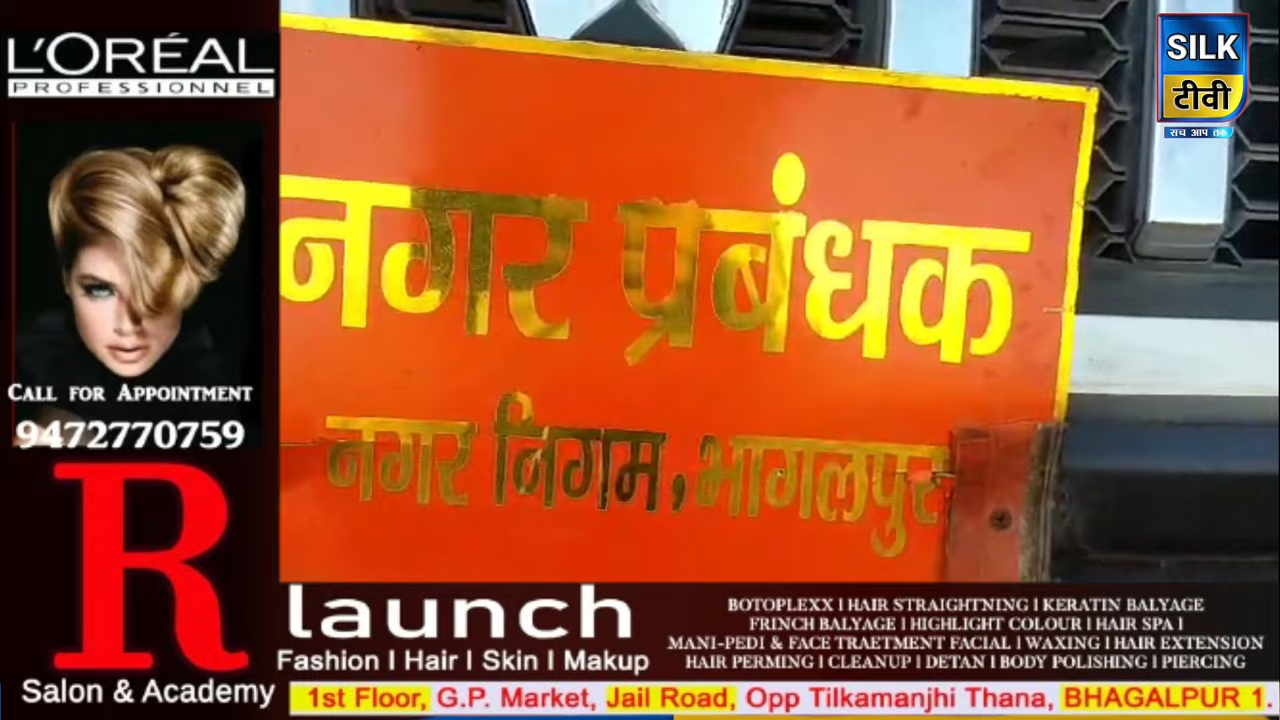 L'ORÉAL
PROFESSIONNEL
SILK
टीवी
सच आप तक
नगर प्रबंधक
नगर निगम, भागलपुर
CALL FOR APPOINTMENT
9472770759
R
Salon & Academy
launch
Fashion I Hair I Skin I Makup
BOTOPLEXX I HAIR STRAIGHTNING I KERATIN BALYAGE
FRINCH BALYAGE I HIGHLIGHT COLOUR I HAIR SPA I
MANI-PEDI & FACE TRAETMENT FACIAL I WAXING I HAIR EXTENSION
HAIR PERMING I CLEANUP I DETAN I BODY POLISHING I PIERCING
1st Floor, G.P. Market, Jail Road, Opp Tilkamanjhi Thana, BHAGALPUR 1.